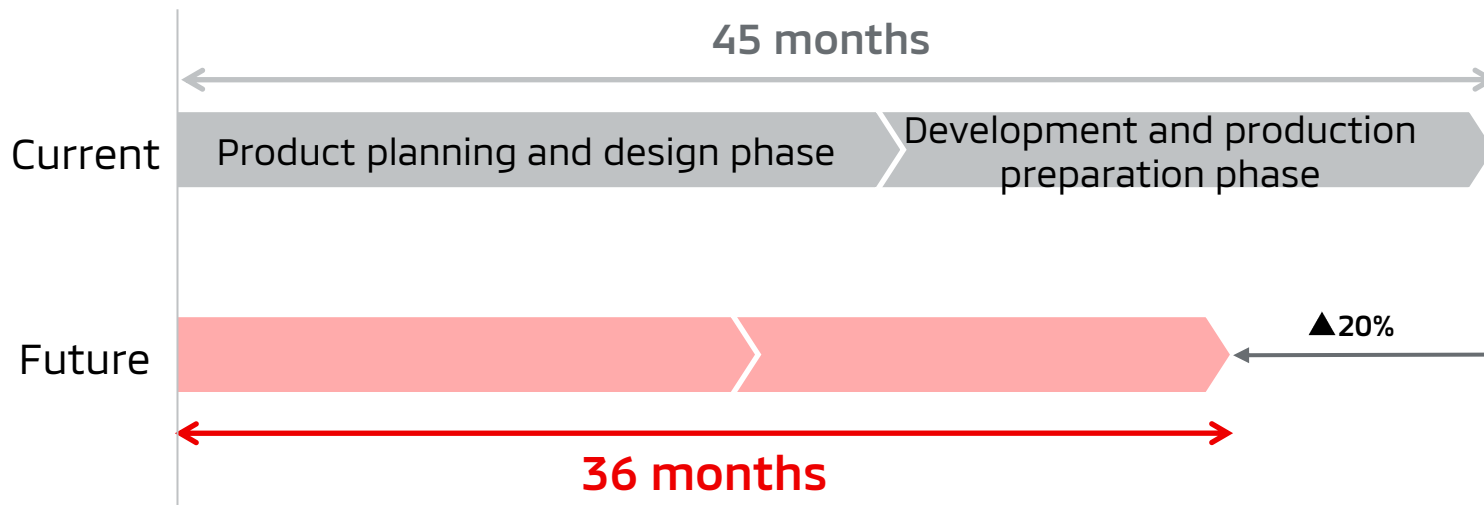 45 months
Current
Product planning and design phase
Development and production
preparation phase
Future
▲20%
36 months